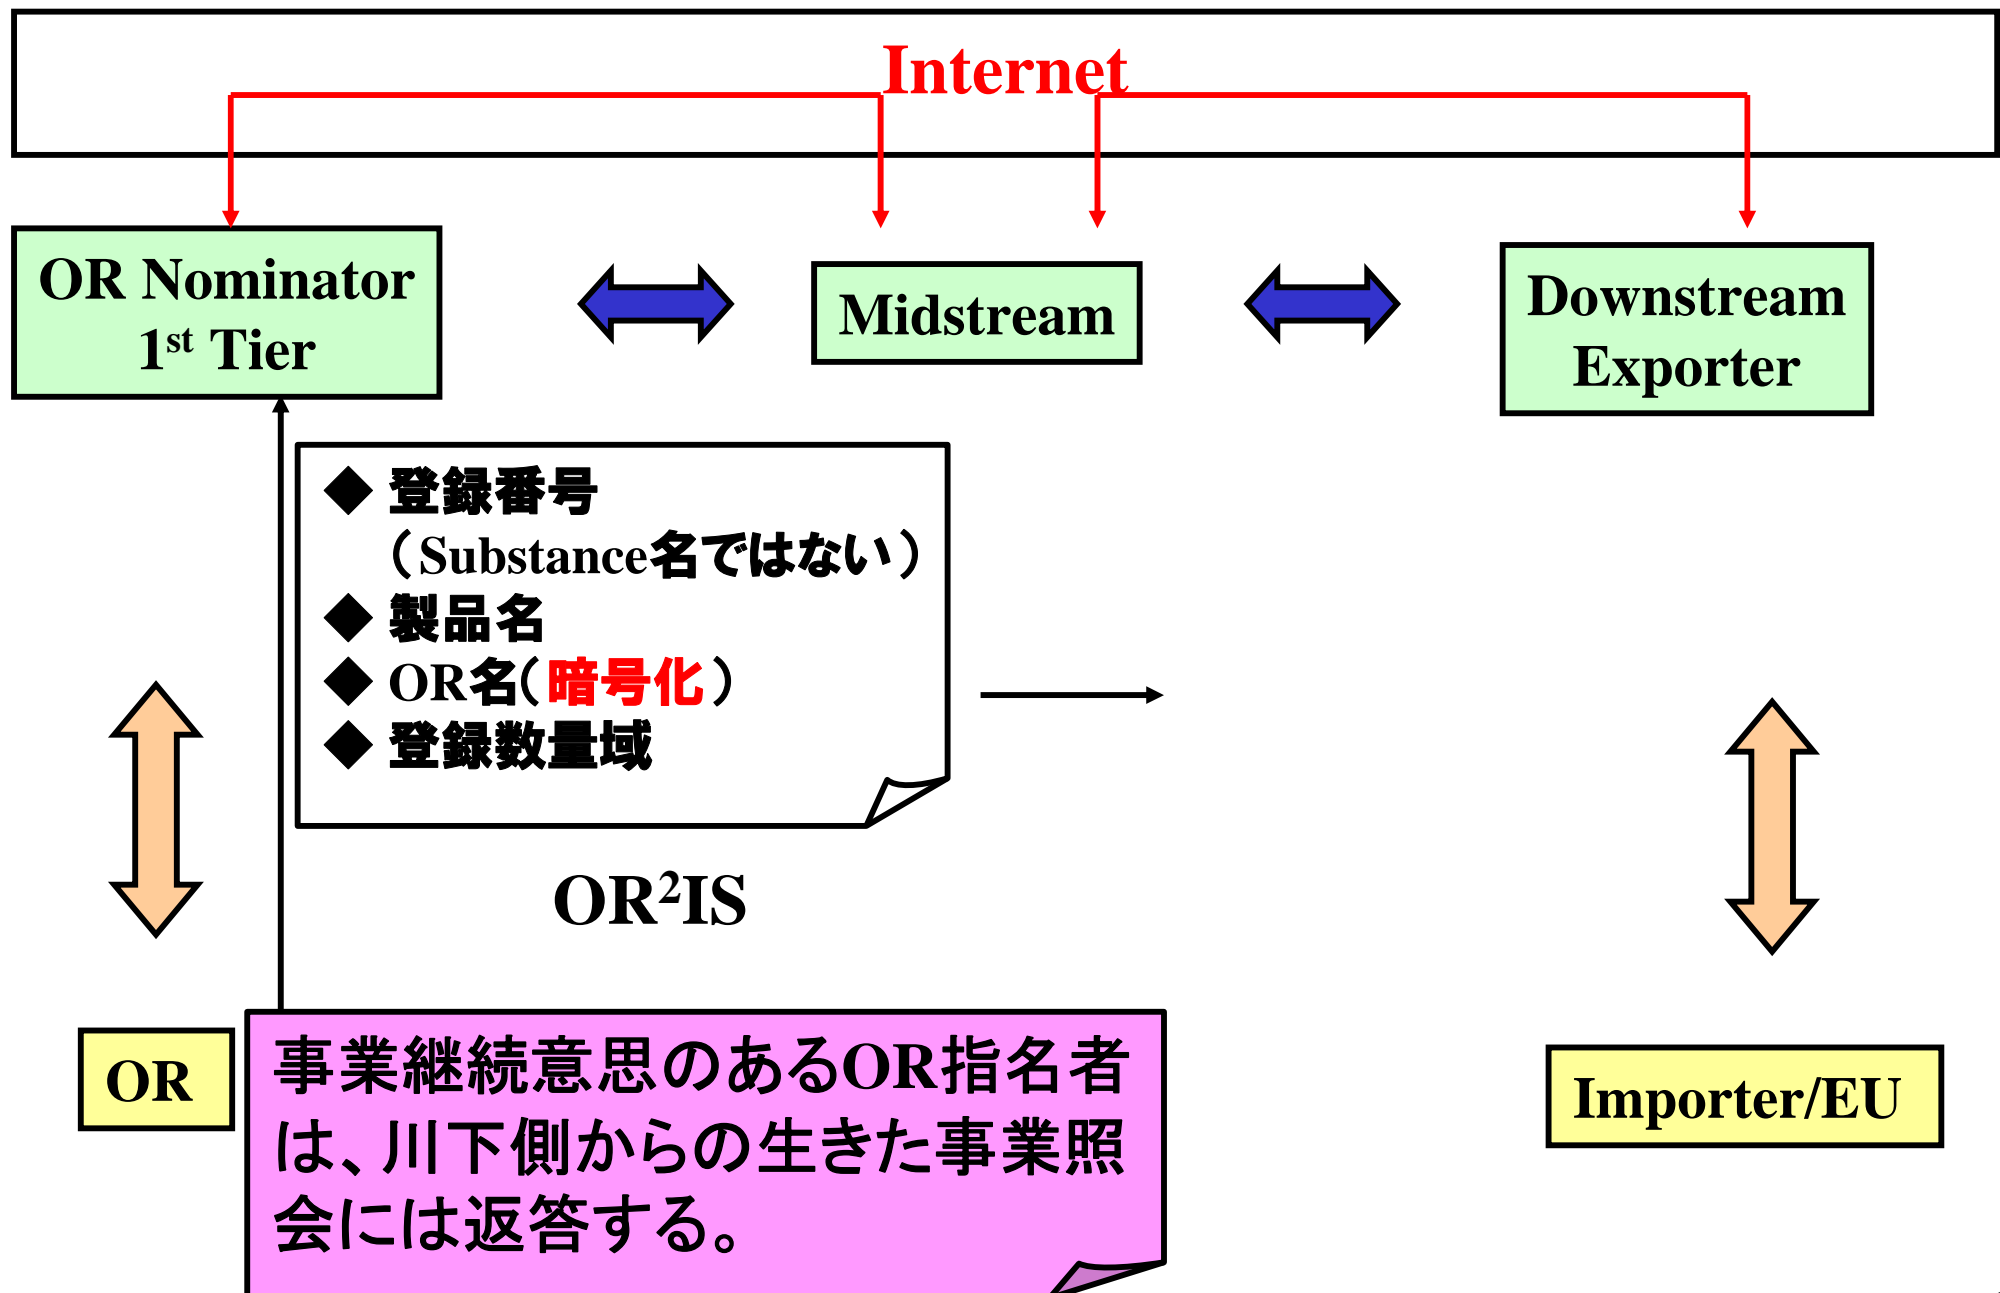 Internet
OR Nominator
1st Tier
Midstream
Downstream
Exporter
◆ 登録番号
（Substance名ではない）
◆ 製品名
◆ OR名（暗号化）
◆ 登録数量域
OR²IS
OR
事業継続意思のあるOR指名者
は、川下側からの生きた事業照
会には返答する。
Importer/EU